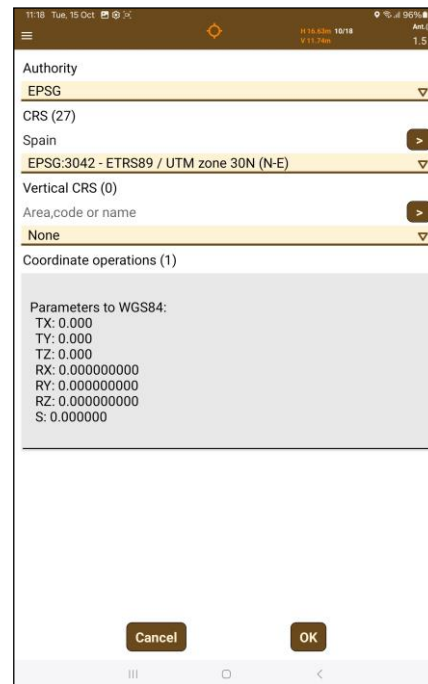 11:18 Tue, 15 Oct 96%
H 16.63m 10/18 Ant.(
V 11.74m 1.5
Authority
EPSG
CRS (27)
Spain >
EPSG:3042 - ETRS89 / UTM zone 30N (N-E)
Vertical CRS (0)
Area,code or name >
None
Coordinate operations (1)
Parameters to WGS84:
TX: 0.000
TY: 0.000
TZ: 0.000
RX: 0.000000000
RY: 0.000000000
RZ: 0.000000000
S: 0.000000
Cancel OK